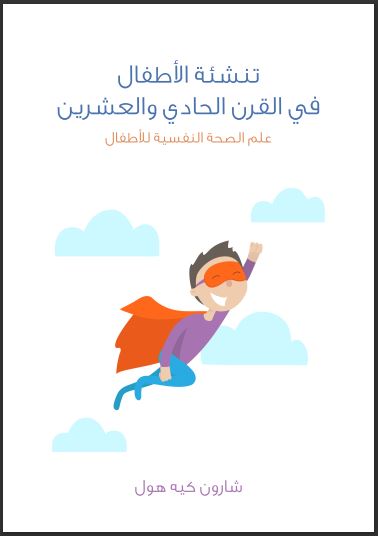 تنشئة الأطفال
في القرن الحادي والعشرين
علم الصحة النفسية للأطفال
شارون كيه هول